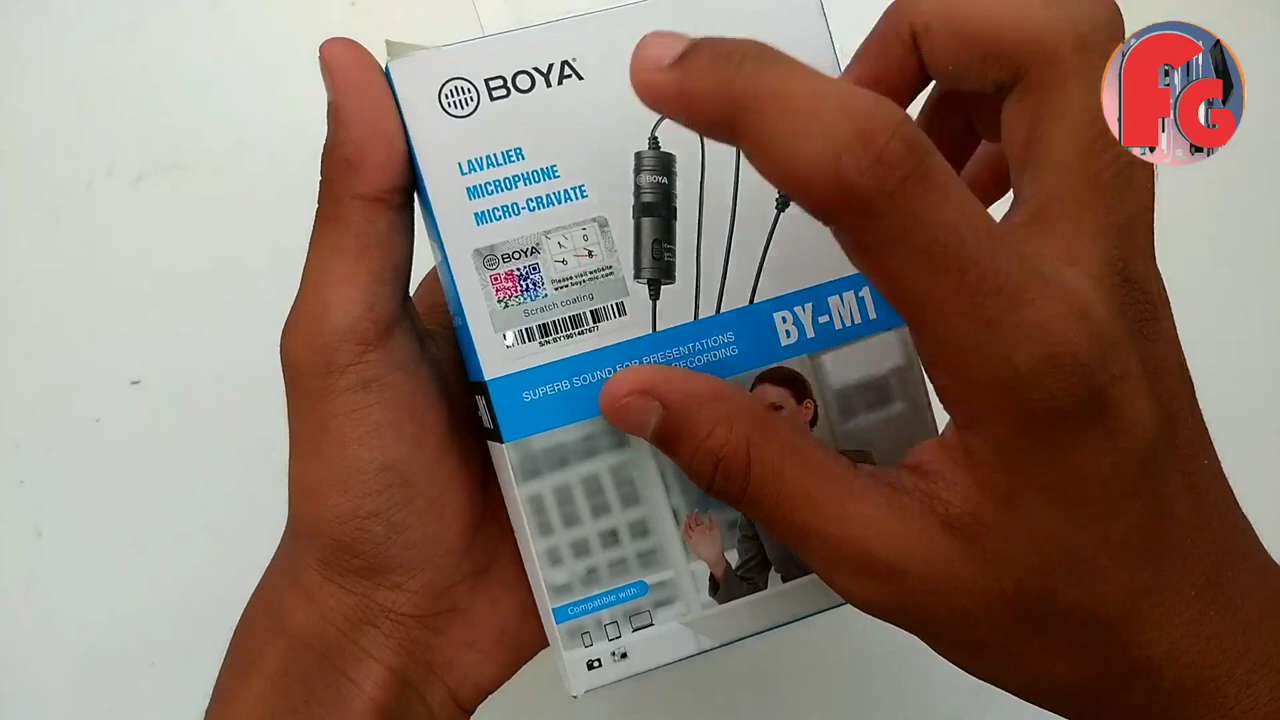 BOYA
FG
LAVALIER
MICROPHONE
MICRO-CRAVATE
BOYA
BOYA
Please visit website
www.boya-mic.com
Scratch coating
S/N:BY1901487677
BY-M1
SUPERB SOUND FOR PRESENTATIONS
RECORDING
Compatible with: